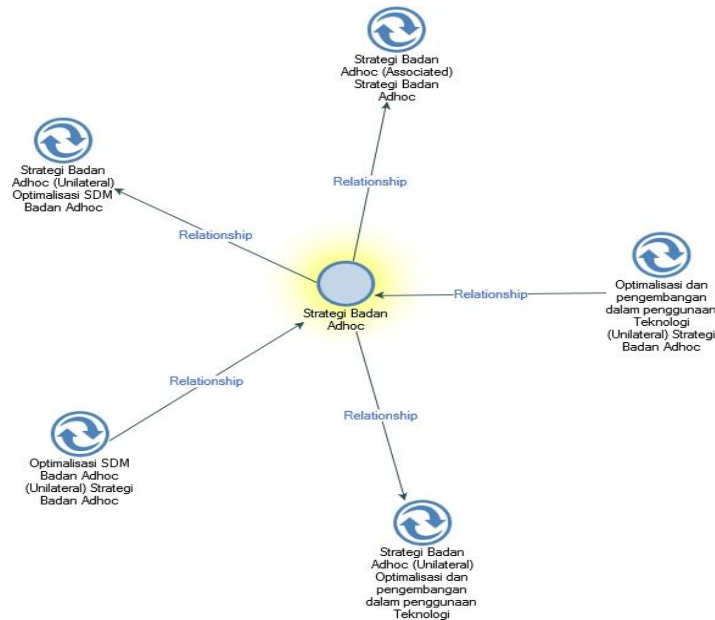 Strategi Badan
Adhoc (Associated)
Strategi Badan
Adhoc
Relationship
Strategi Badan
Adhoc (Unilateral)
Optimalisasi SDM
Badan Adhoc
Relationship
Strategi Badan
Adhoc
Relationship
Optimalisasi dan
pengembangan
dalam penggunaan
Teknologi
(Unilateral) Strategi
Badan Adhoc
Relationship
Optimalisasi SDM
Badan Adhoc
(Unilateral) Strategi
Badan Adhoc
Relationship
Strategi Badan
Adhoc (Unilateral)
Optimalisasi dan
pengembangan
dalam penggunaan
Teknologi